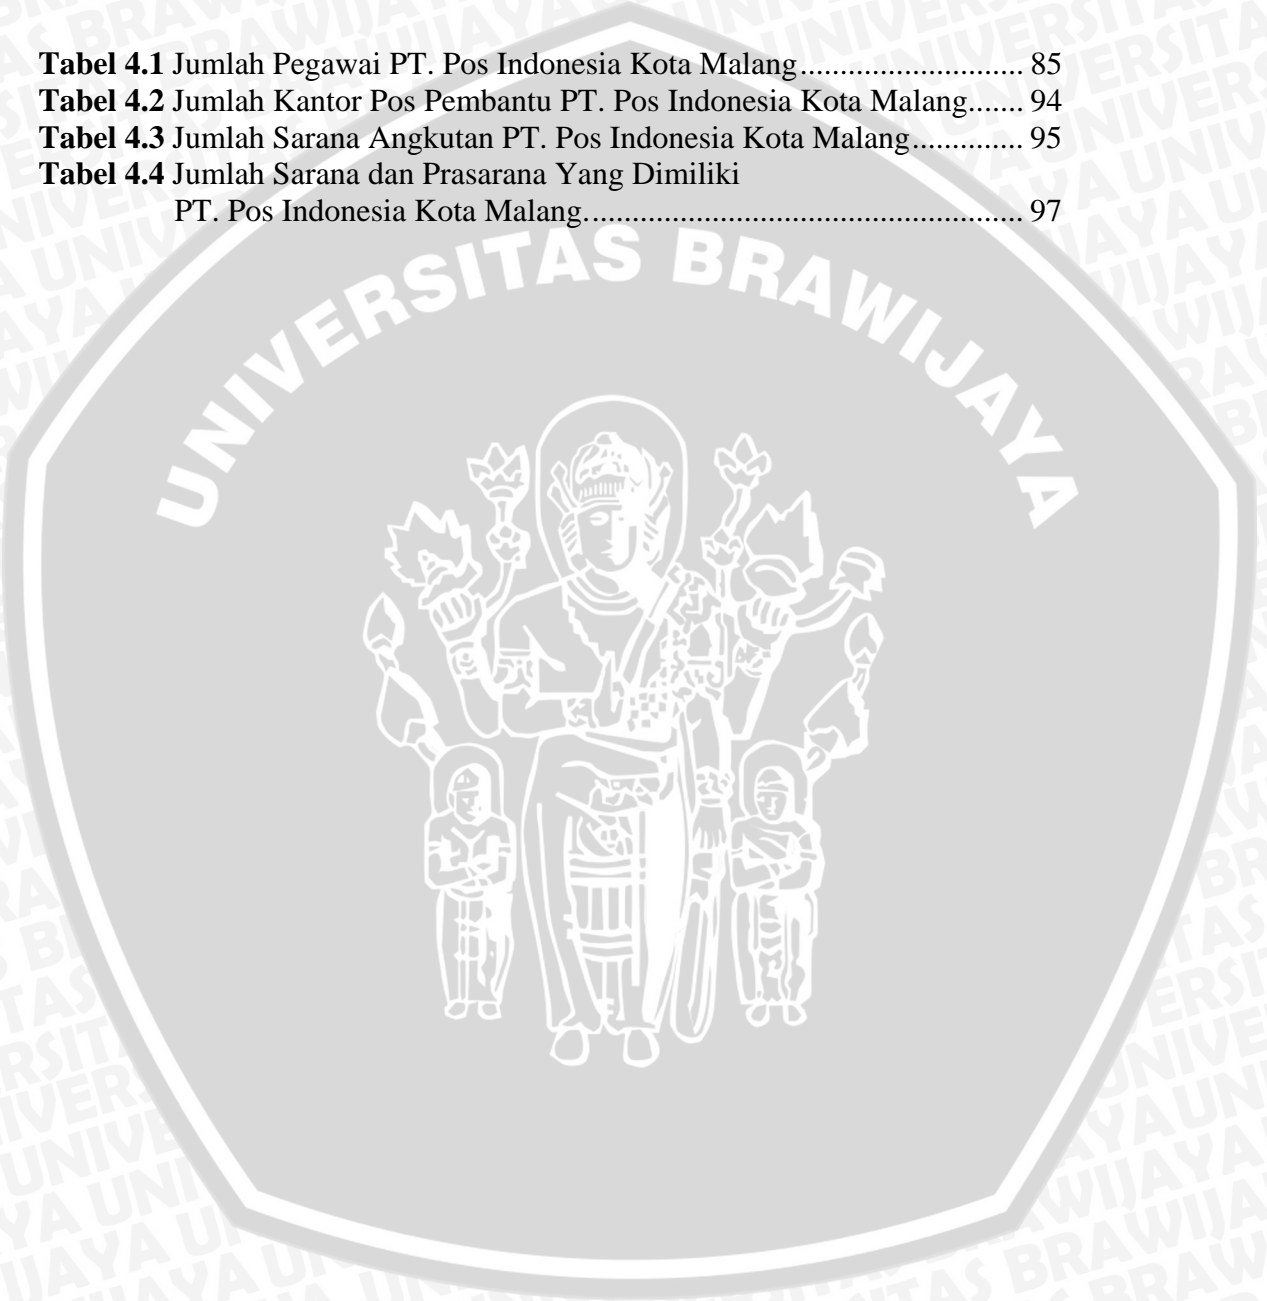 Tabel 4.1 Jumlah Pegawai PT. Pos Indonesia Kota Malang........................... 85
Tabel 4.2 Jumlah Kantor Pos Pembantu PT. Pos Indonesia Kota Malang....... 94
Tabel 4.3 Jumlah Sarana Angkutan PT. Pos Indonesia Kota Malang............. 95
Tabel 4.4 Jumlah Sarana dan Prasarana Yang Dimiliki
PT. Pos Indonesia Kota Malang..................................................... 97
UNIVERSITAS BRAWIJAYA